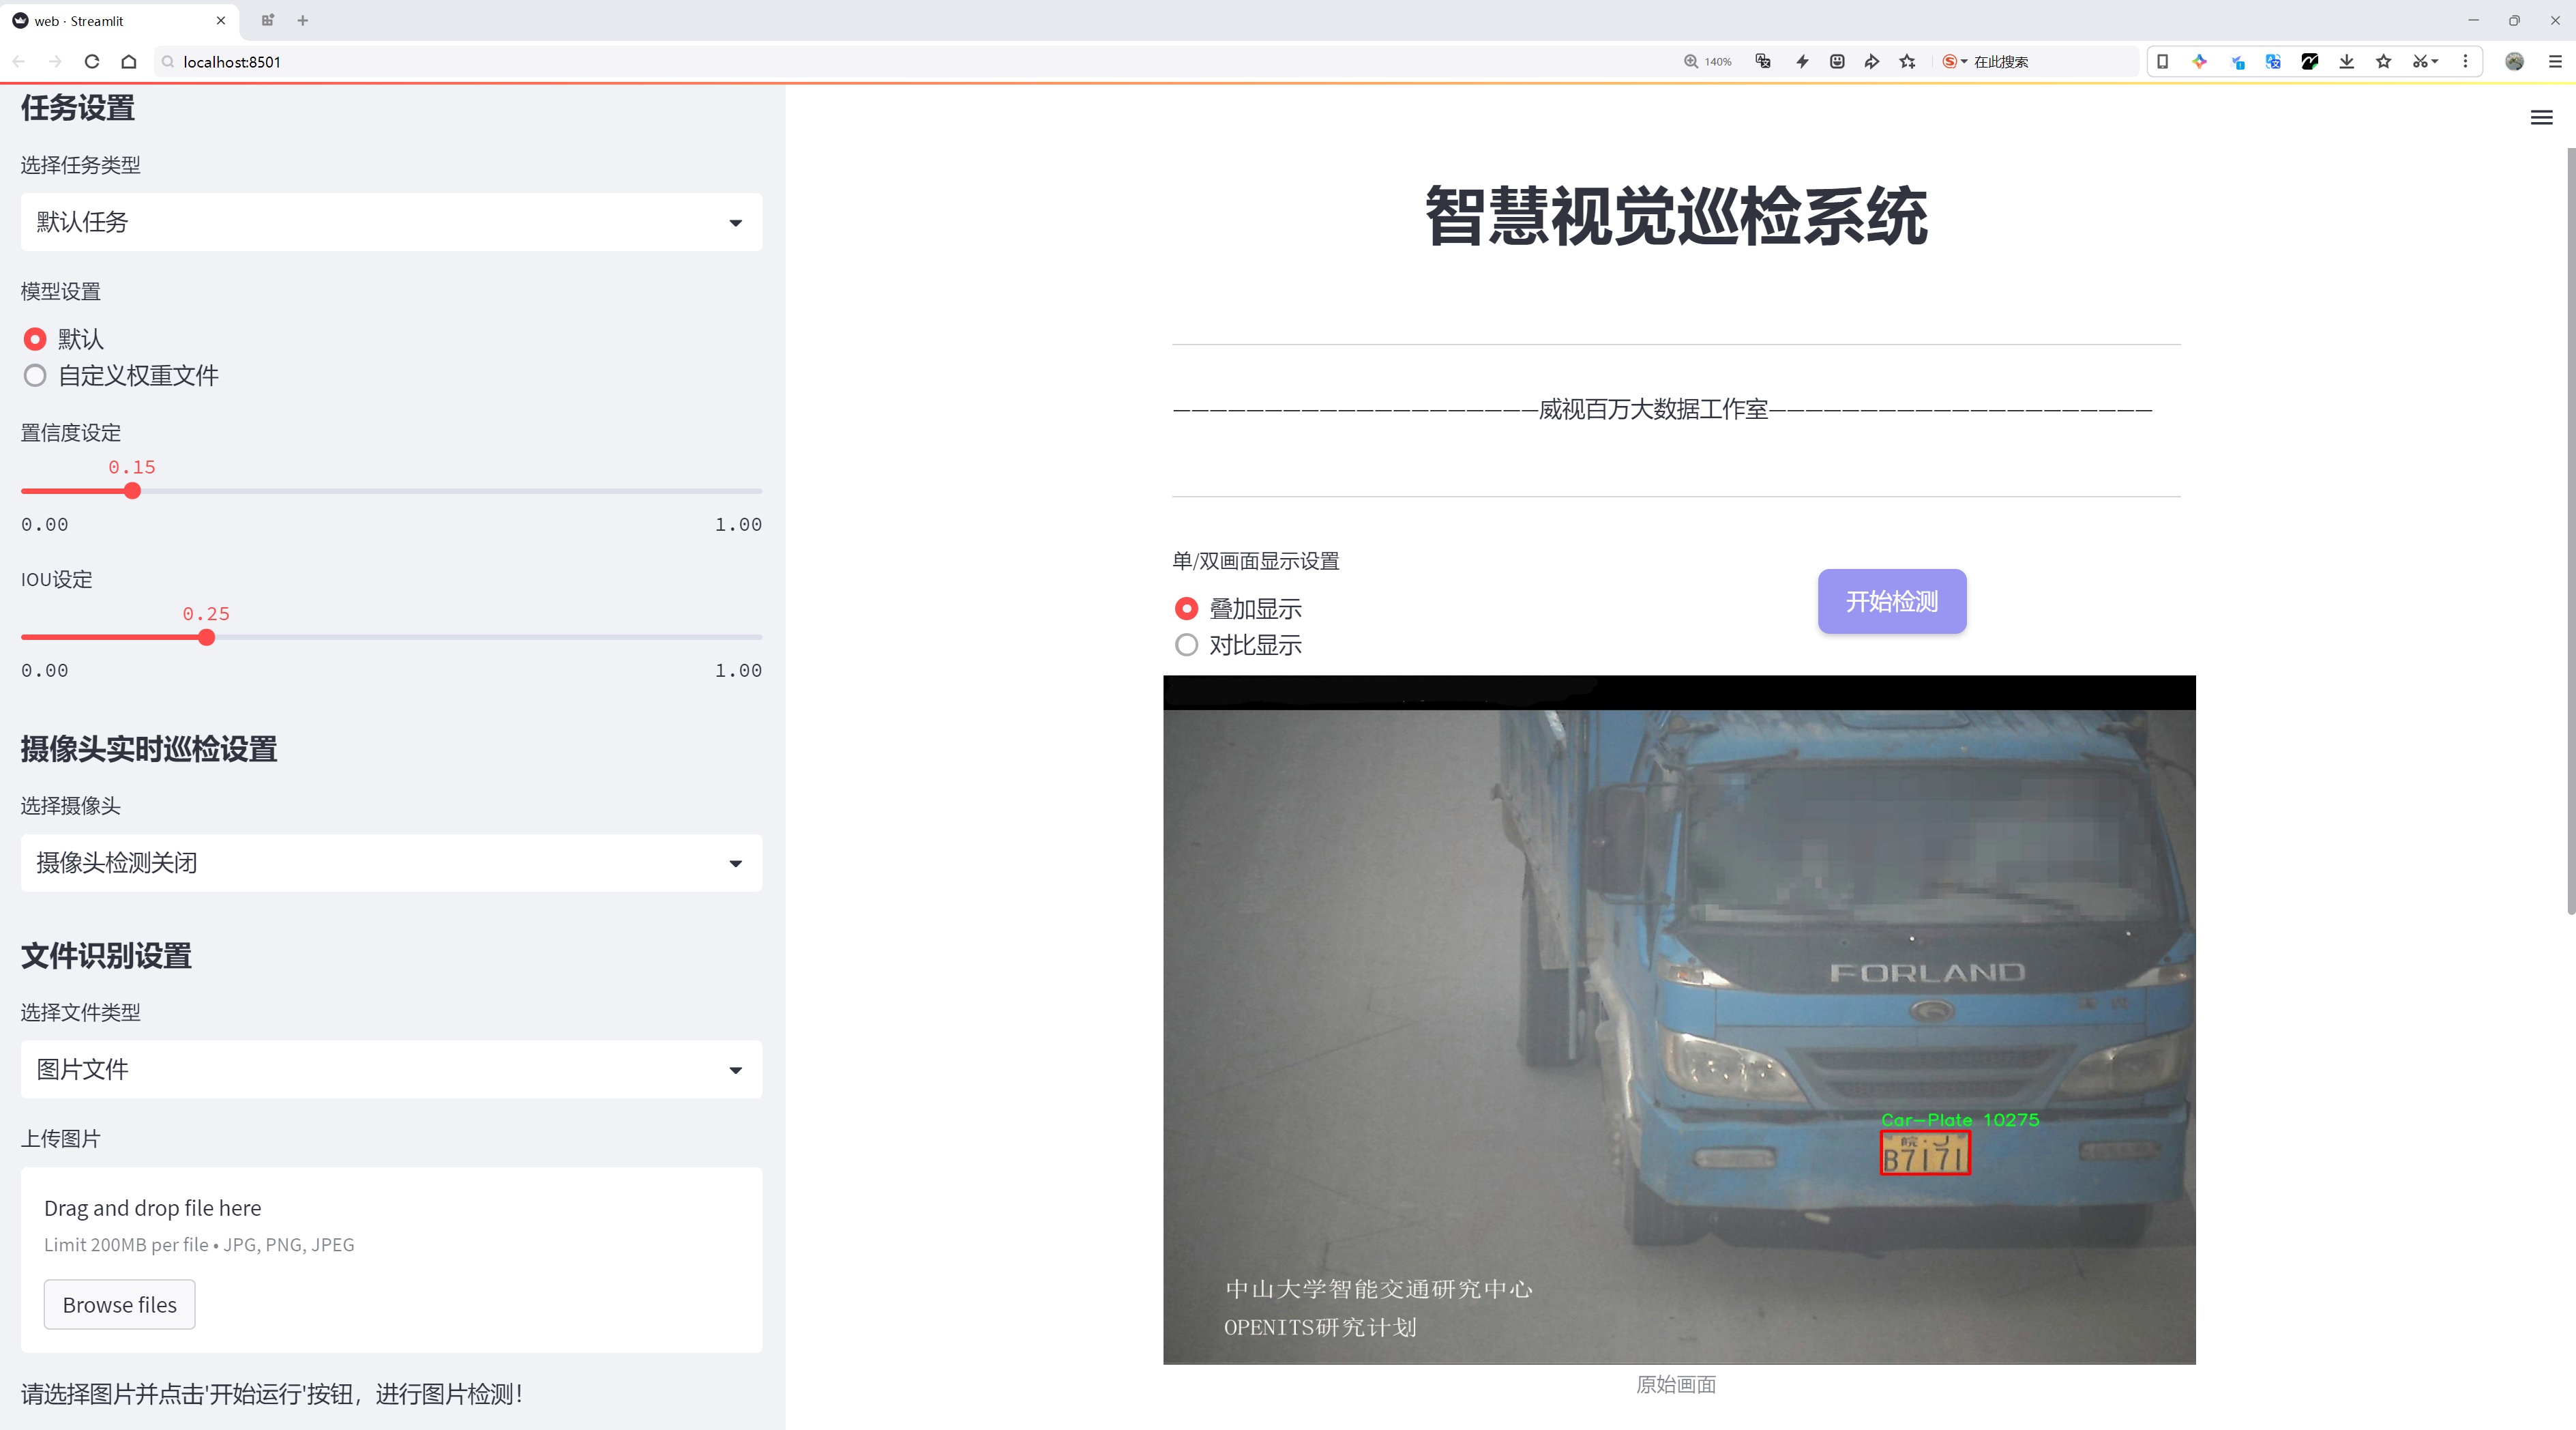 web · Streamlit
localhost:8501
140%
在此搜索
任务设置
选择任务类型
默认任务
模型设置
默认
自定义权重文件
置信度设定
0.15
0.00
1.00
IOU设定
0.25
0.00
1.00
摄像头实时巡检设置
选择摄像头
摄像头检测关闭
文件识别设置
选择文件类型
图片文件
上传图片
Drag and drop file here
Limit 200MB per file • JPG, PNG, JPEG
Browse files
请选择图片并点击'开始运行'按钮，进行图片检测！
智慧视觉巡检系统
—————————————————————威视百万大数据工作室—————————————————————
单/双画面显示设置
叠加显示
对比显示
开始检测
FORLAND
Car-Plate 10275
皖·J
B7171
中山大学智能交通研究中心
OPENITS研究计划
原始画面